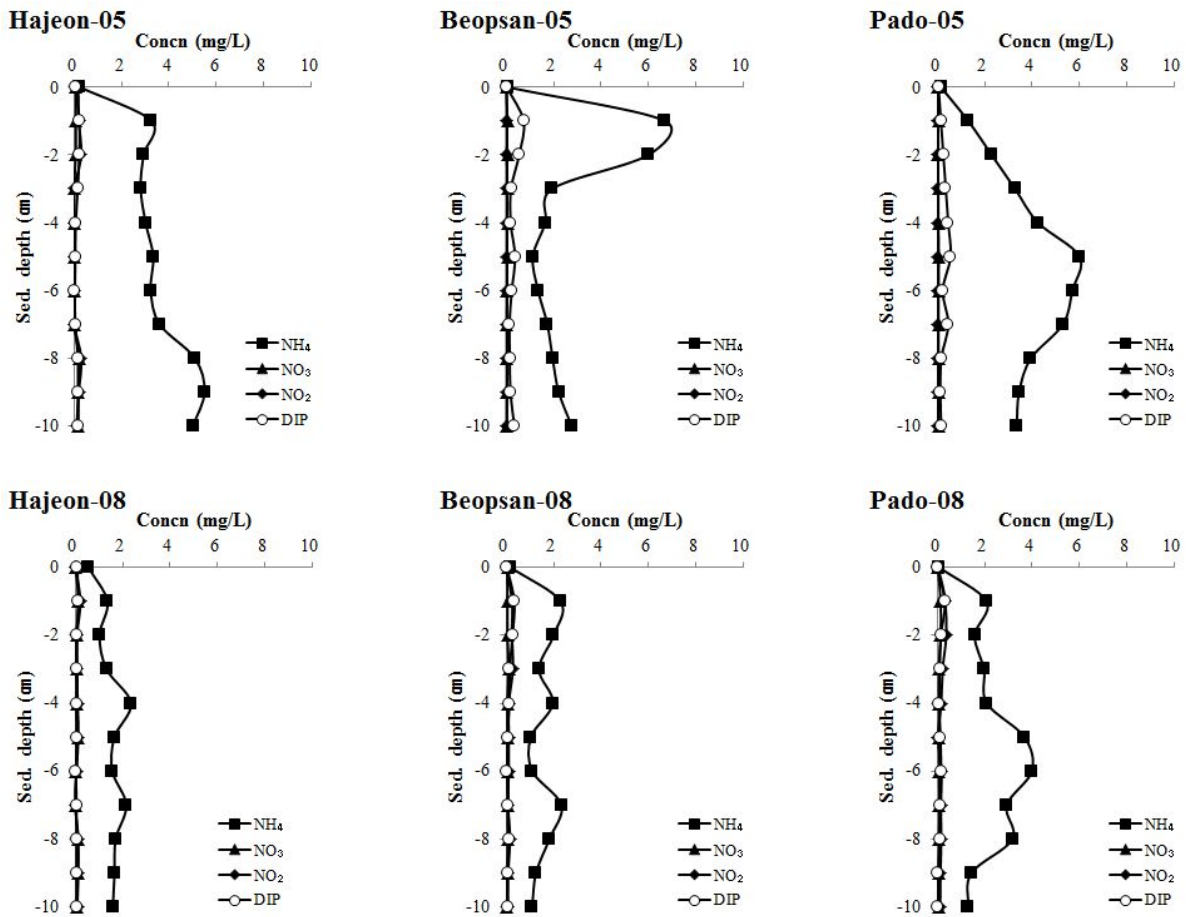 Hajeon-05
Concn (mg/L)
0 2 4 6 8 10
0
-2
-4
-6
-8
-10
Sed. depth (㎝)
NH₄
NO₃
NO₂
DIP
Beopsan-05
Concn (mg/L)
0 2 4 6 8 10
0
-2
-4
-6
-8
-10
Sed. depth (㎝)
NH₄
NO₃
NO₂
DIP
Pado-05
Concn (mg/L)
0 2 4 6 8 10
0
-2
-4
-6
-8
-10
Sed. depth (㎝)
NH₄
NO₃
NO₂
DIP
Hajeon-08
Concn (mg/L)
0 2 4 6 8 10
0
-2
-4
-6
-8
-10
Sed. depth (㎝)
NH₄
NO₃
NO₂
DIP
Beopsan-08
Concn (mg/L)
0 2 4 6 8 10
0
-2
-4
-6
-8
-10
Sed. depth (㎝)
NH₄
NO₃
NO₂
DIP
Pado-08
Concn (mg/L)
0 2 4 6 8 10
0
-2
-4
-6
-8
-10
Sed. depth (㎝)
NH₄
NO₃
NO₂
DIP